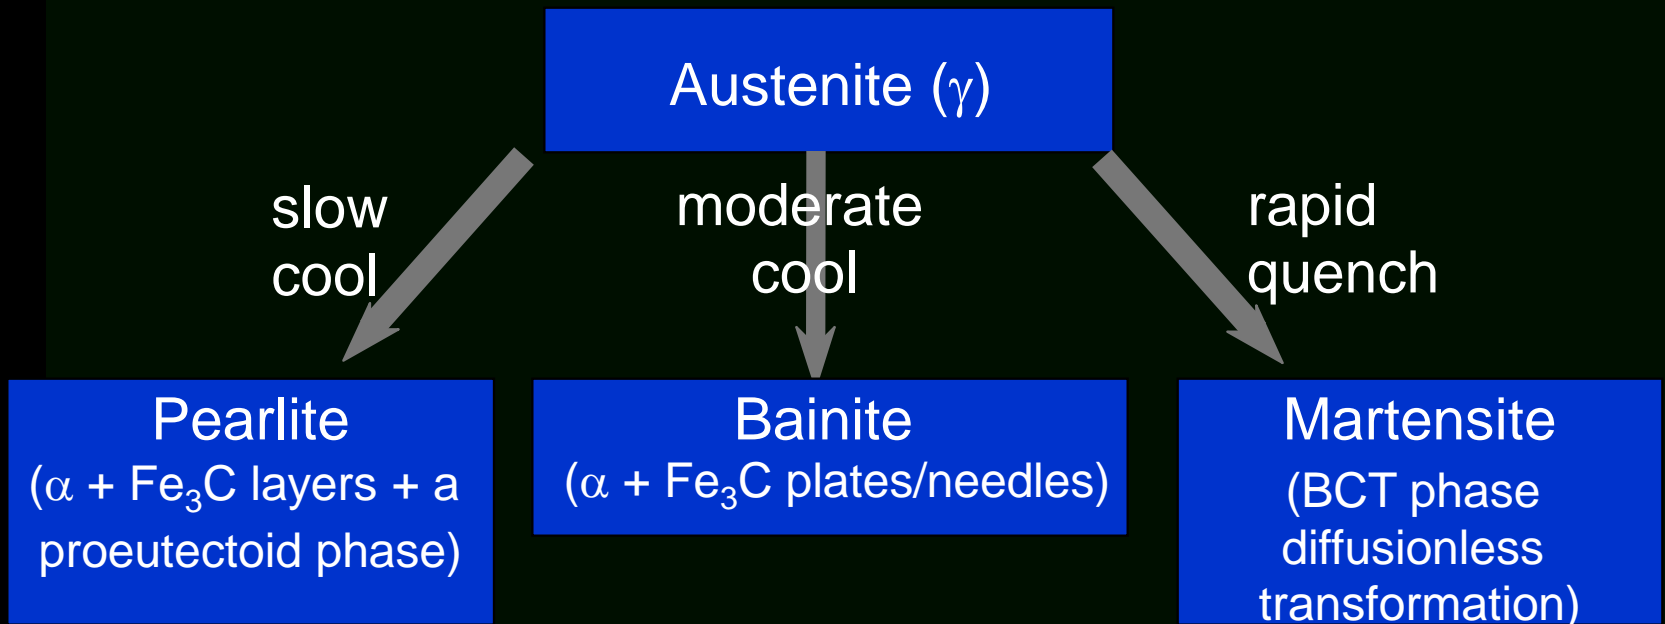 Austenite (γ)
slow
cool
moderate
cool
rapid
quench
Pearlite
(α + Fe₃C layers + a
proeutectoid phase)
Bainite
(α + Fe₃C plates/needles)
Martensite
(BCT phase
diffusionless
transformation)